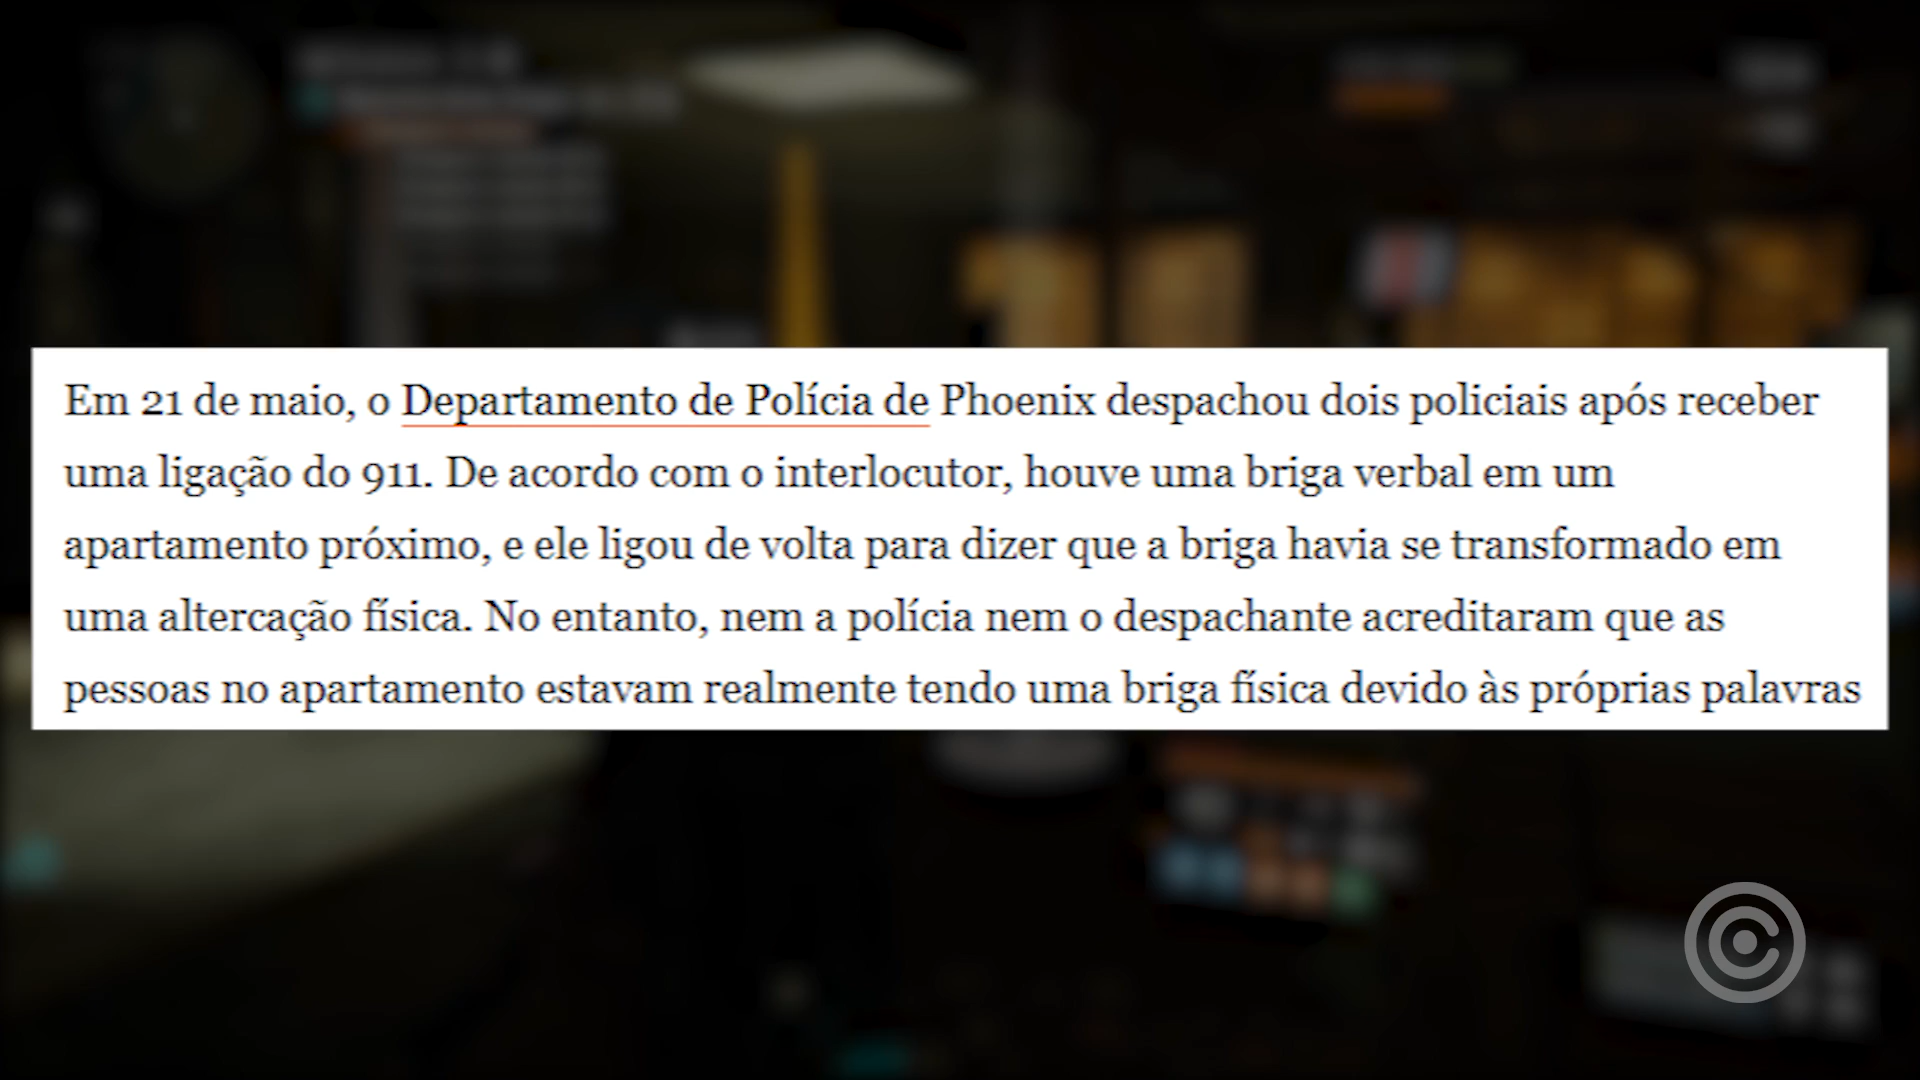 Em 21 de maio, o Departamento de Polícia de Phoenix despachou dois policiais após receber
uma ligação do 911. De acordo com o interlocutor, houve uma briga verbal em um
apartamento próximo, e ele ligou de volta para dizer que a briga havia se transformado em
uma altercação física. No entanto, nem a polícia nem o despachante acreditaram que as
pessoas no apartamento estavam realmente tendo uma briga física devido às próprias palavras